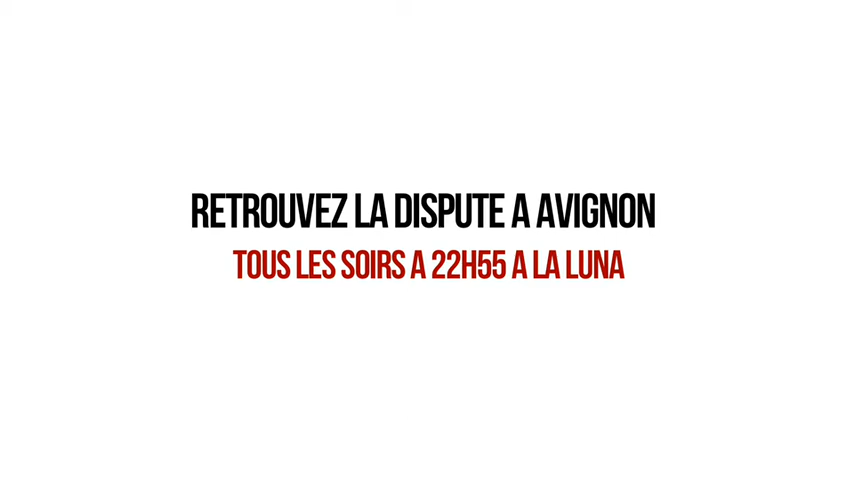 RETROUVEZ LA DISPUTE A AVIGNON
TOUS LES SOIRS A 22H55 A LA LUNA